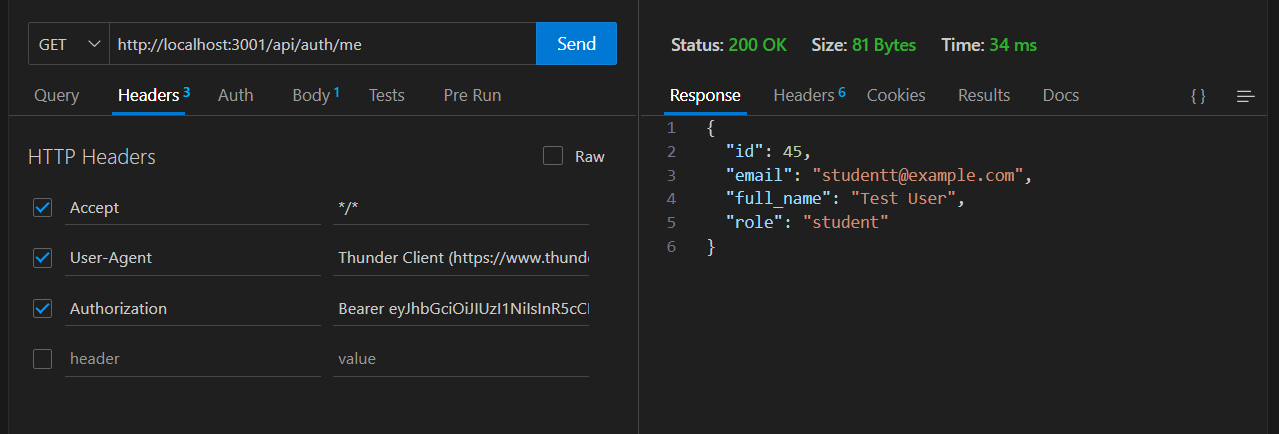 GET http://localhost:3001/api/auth/me Send
Query Headers 3 Auth Body 1 Tests Pre Run
HTTP Headers Raw
Accept */*
User-Agent Thunder Client (https://www.thund
Authorization Bearer eyJhbGciOiJIUzI1NiIsInR5cC
header value
Status: 200 OK Size: 81 Bytes Time: 34 ms
Response Headers 6 Cookies Results Docs { }
1 {
2 "id": 45,
3 "email": "studentt@example.com",
4 "full_name": "Test User",
5 "role": "student"
6 }